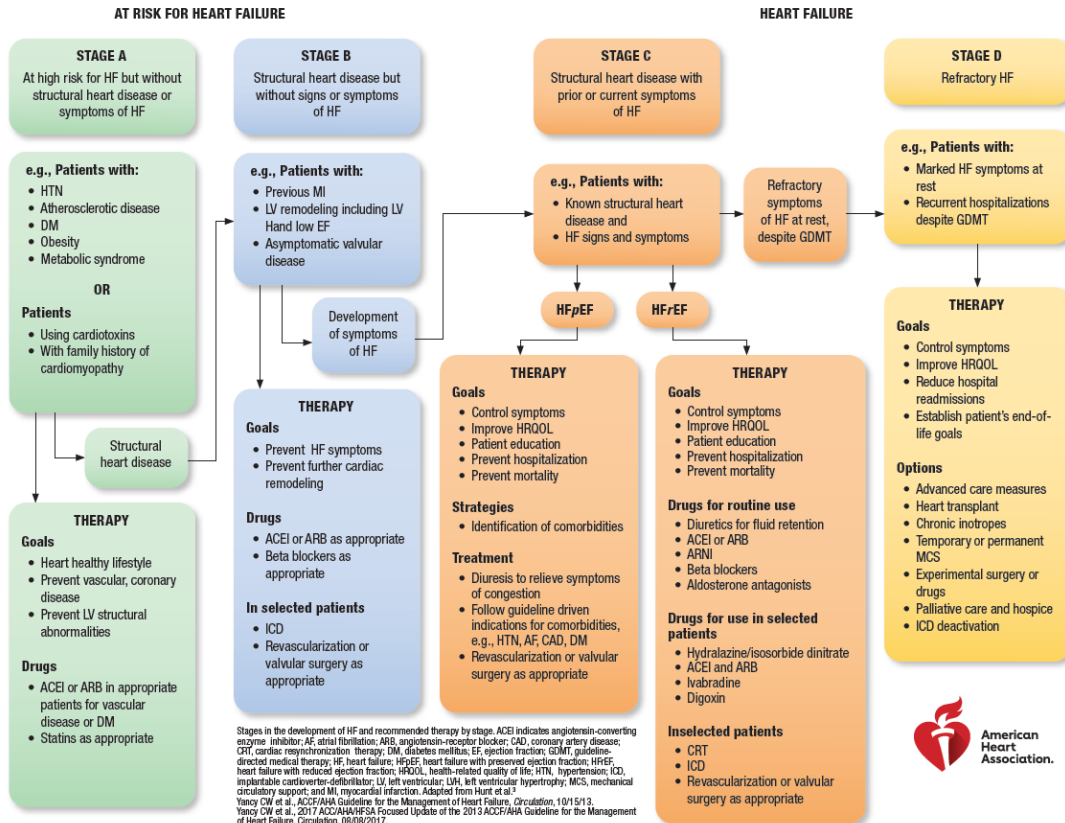 AT RISK FOR HEART FAILURE
HEART FAILURE
STAGE A
At high risk for HF but without
structural heart disease or
symptoms of HF
STAGE B
Structural heart disease but
without signs or symptoms
of HF
STAGE C
Structural heart disease with
prior or current symptoms
of HF
STAGE D
Refractory HF
e.g., Patients with:
• HTN
• Atherosclerotic disease
• DM
• Obesity
• Metabolic syndrome
OR
Patients
• Using cardiotoxins
• With family history of
cardiomyopathy
Structural
heart disease
THERAPY
Goals
• Heart healthy lifestyle
• Prevent vascular, coronary
disease
• Prevent LV structural
abnormalities
Drugs
• ACEI or ARB in appropriate
patients for vascular
disease or DM
• Statins as appropriate
e.g., Patients with:
• Previous MI
• LV remodeling including LV
Hand low EF
• Asymptomatic valvular
disease
Development
of symptoms
of HF
THERAPY
Goals
• Prevent HF symptoms
• Prevent further cardiac
remodeling
Drugs
• ACEI or ARB as appropriate
• Beta blockers as
appropriate
In selected patients
• ICD
• Revascularization or
valvular surgery as
appropriate
e.g., Patients with:
• Known structural heart
disease and
• HF signs and symptoms
Refractory
symptoms
of HF at rest,
despite GDMT
HFpEF
HFrEF
THERAPY
Goals
• Control symptoms
• Improve HRQOL
• Patient education
• Prevent hospitalization
• Prevent mortality
Strategies
• Identification of comorbidities
Treatment
• Diuresis to relieve symptoms
of congestion
• Follow guideline driven
indications for comorbidities,
e.g., HTN, AF, CAD, DM
• Revascularization or valvular
surgery as appropriate
THERAPY
Goals
• Control symptoms
• Improve HRQOL
• Patient education
• Prevent hospitalization
• Prevent mortality
Drugs for routine use
• Diuretics for fluid retention
• ACEI or ARB
• ARNI
• Beta blockers
• Aldosterone antagonists
Drugs for use in selected
patients
• Hydralazine/isosorbide dinitrate
• ACEI and ARB
• Ivabradine
• Digoxin
Inselected patients
• CRT
• ICD
• Revascularization or valvular
surgery as appropriate
e.g., Patients with:
• Marked HF symptoms at
rest
• Recurrent hospitalizations
despite GDMT
THERAPY
Goals
• Control symptoms
• Improve HRQOL
• Reduce hospital
readmissions
• Establish patient's end-of-
life goals
Options
• Advanced care measures
• Heart transplant
• Chronic inotropes
• Temporary or permanent
MCS
• Experimental surgery or
drugs
• Palliative care and hospice
• ICD deactivation
Stages in the development of HF and recommended therapy by stage. ACEI indicates angiotensin-converting
enzyme inhibitor; AF, atrial fibrillation; ARB, angiotensin-receptor blocker; CAD, coronary artery disease;
CRT, cardiac resynchronization therapy; DM, diabetes mellitus; EF, ejection fraction; GDMT, guideline-
directed medical therapy; HF, heart failure; HFpEF, heart failure with preserved ejection fraction; HFrEF,
heart failure with reduced ejection fraction; HRQOL, health-related quality of life; HTN, hypertension; ICD,
implantable cardioverter-defibrillator; LV, left ventricular; LVH, left ventricular hypertrophy; MCS, mechanical
circulatory support; and MI, myocardial infarction. Adapted from Hunt et al.³
Yancy CW et al., ACCF/AHA Guideline for the Management of Heart Failure, Circulation, 10/15/13.
Yancy CW et al., 2017 ACC/AHA/HFSA Focused Update of the 2013 ACCF/AHA Guideline for the Management
of Heart Failure, Circulation, 08/08/2017.
American
Heart
Association.